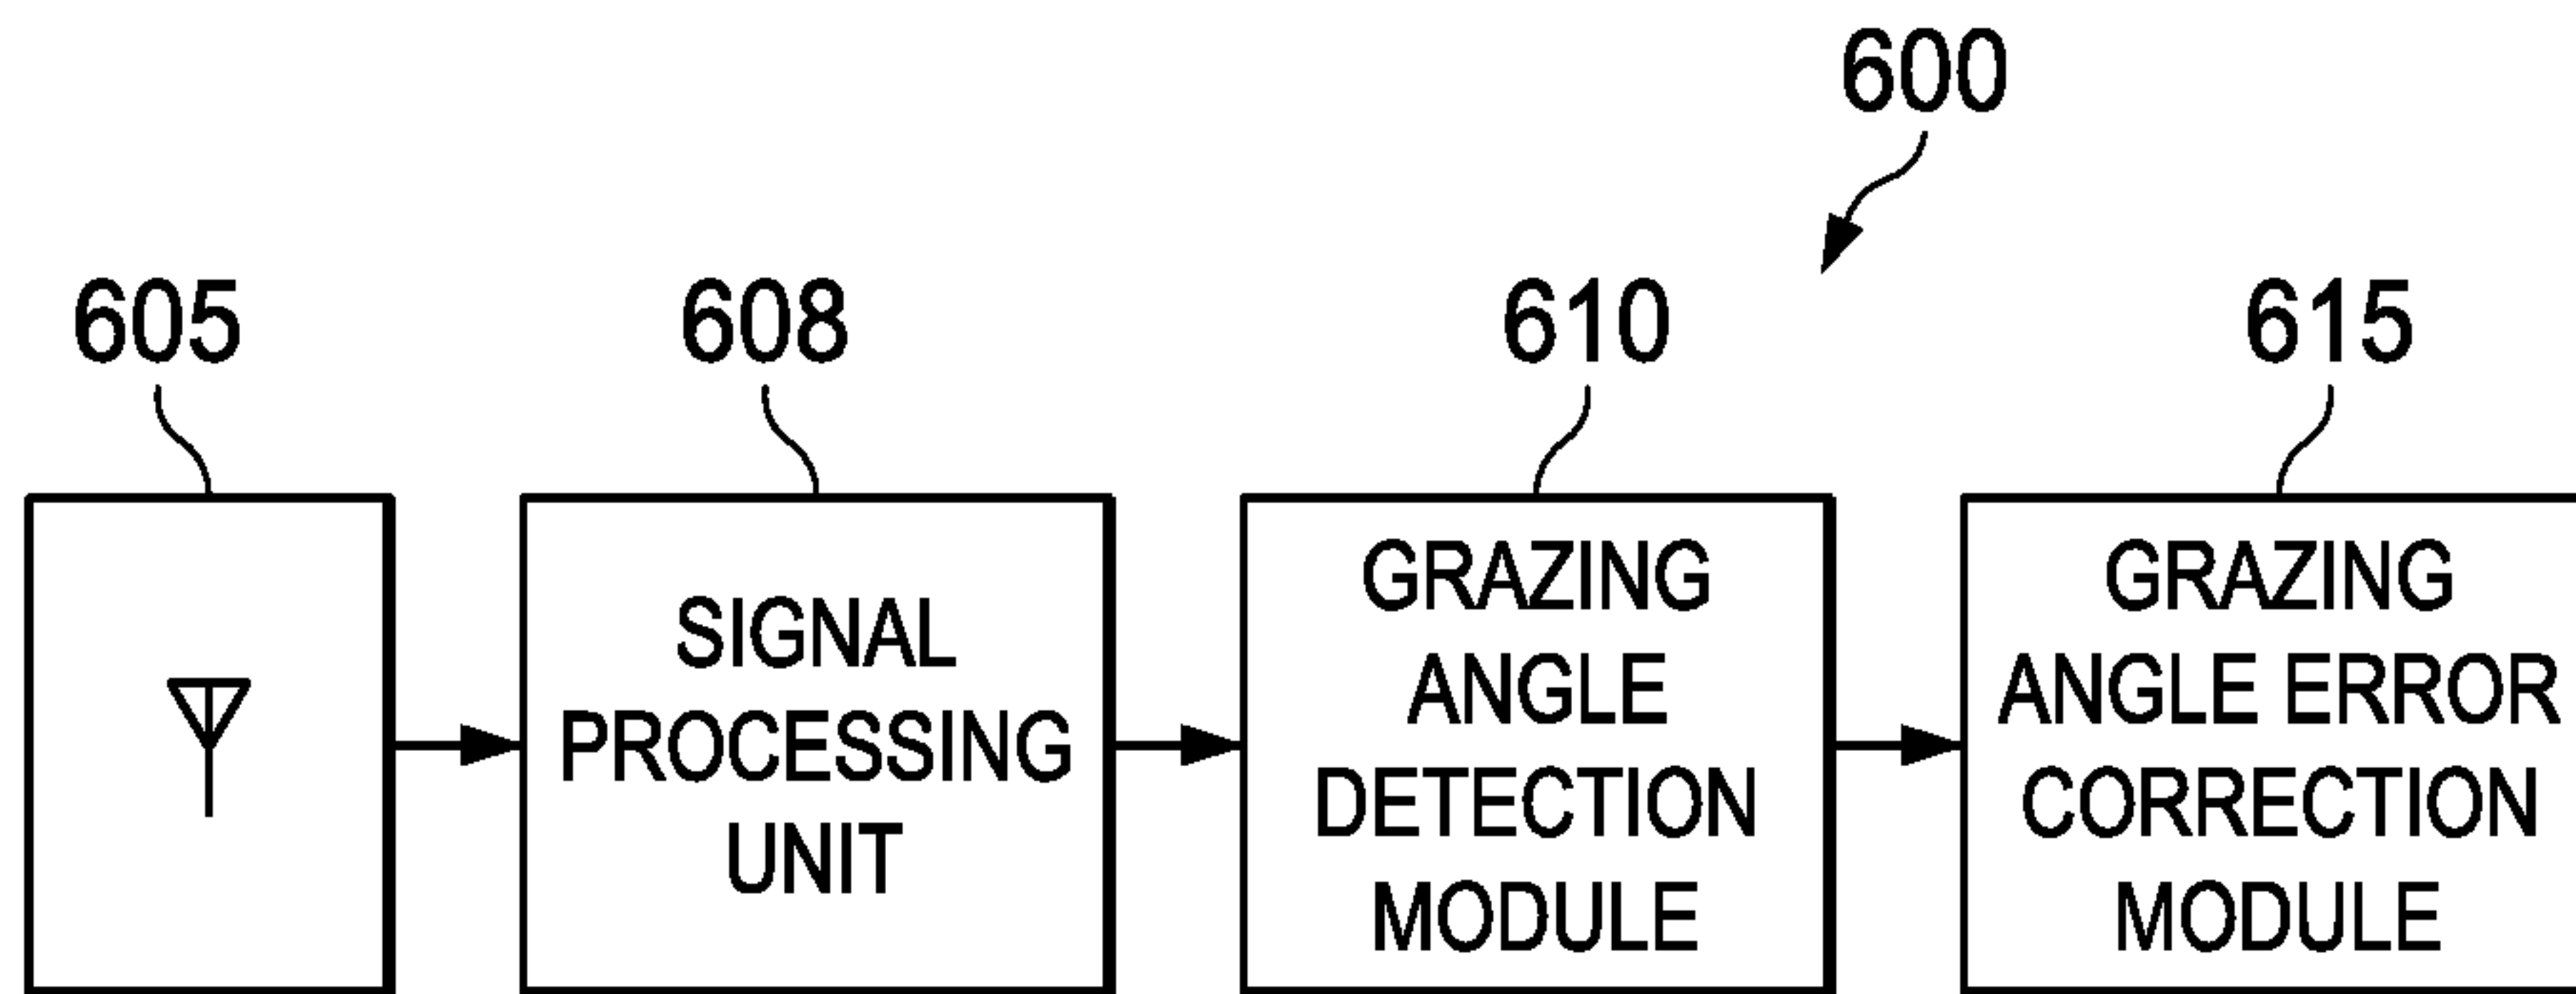 600
605
608
610
615
SIGNAL
PROCESSING
UNIT
GRAZING
ANGLE
DETECTION
MODULE
GRAZING
ANGLE ERROR
CORRECTION
MODULE